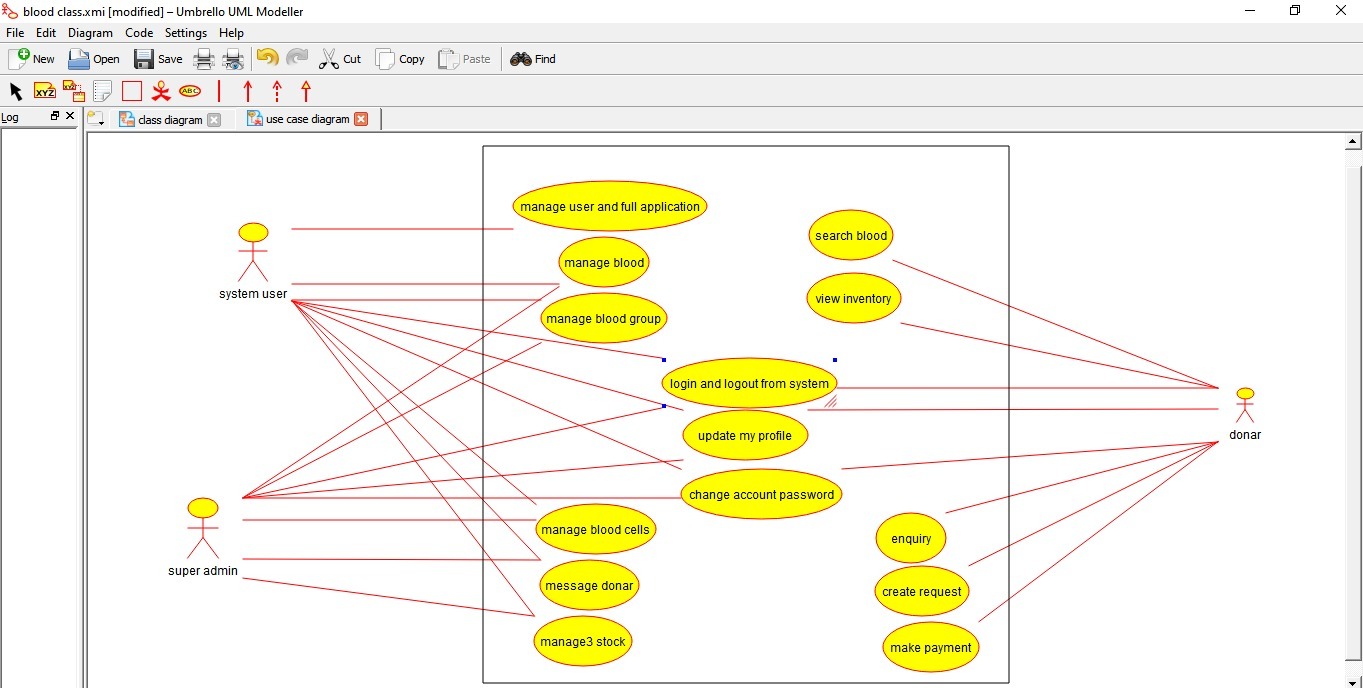 blood class.xmi [modified] – Umbrello UML Modeller
File Edit Diagram Code Settings Help
New Open Save Cut Copy Paste Find
XYZ XYZ ABC
Log
class diagram use case diagram
manage user and full application
search blood
manage blood
system user
view inventory
manage blood group
login and logout from system
update my profile
donar
change account password
manage blood cells
enquiry
super admin
message donar
create request
manage3 stock
make payment